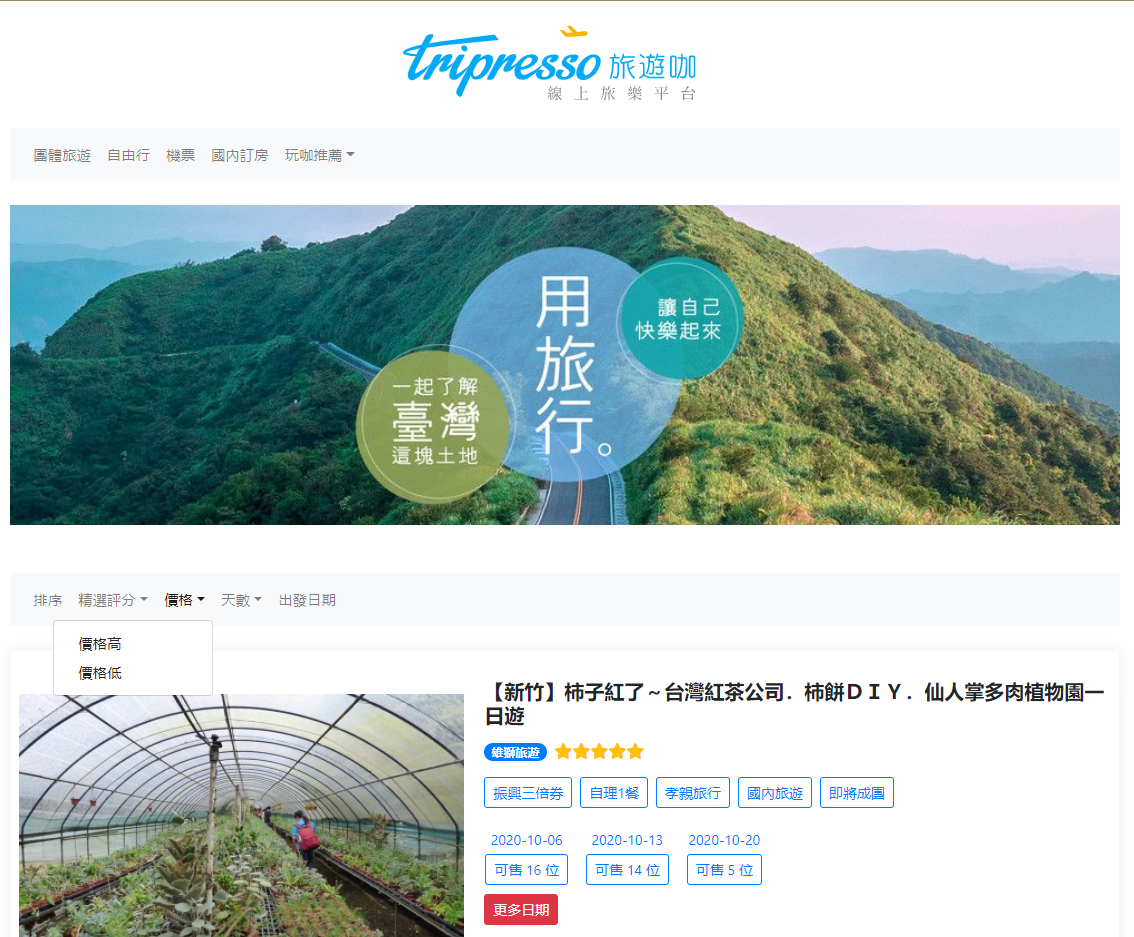 tripresso 旅遊咖
線上旅樂平台
團體旅遊 自由行 機票 國內訂房 玩咖推薦
用旅行。
讓自己
快樂起來
一起了解
臺灣
這塊土地
排序 精選評分 價格 天數 出發日期
價格高
價格低
【新竹】柿子紅了～台灣紅茶公司．柿餅ＤＩＹ．仙人掌多肉植物園一
日遊
雄獅旅遊
振興三倍券 自理1餐 孝親旅行 國內旅遊 即將成團
2020-10-06 2020-10-13 2020-10-20
可售 16 位 可售 14 位 可售 5 位
更多日期